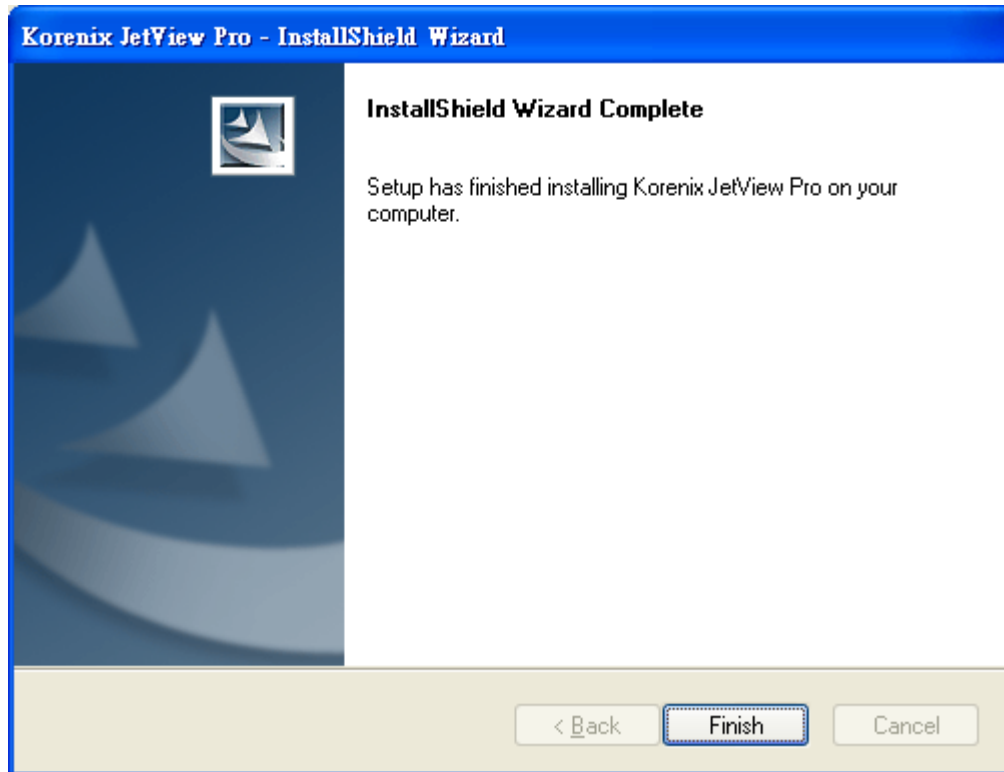 Korenix JetView Pro - InstallShield Wizard
InstallShield Wizard Complete
Setup has finished installing Korenix JetView Pro on your
computer.
< Back
Finish
Cancel